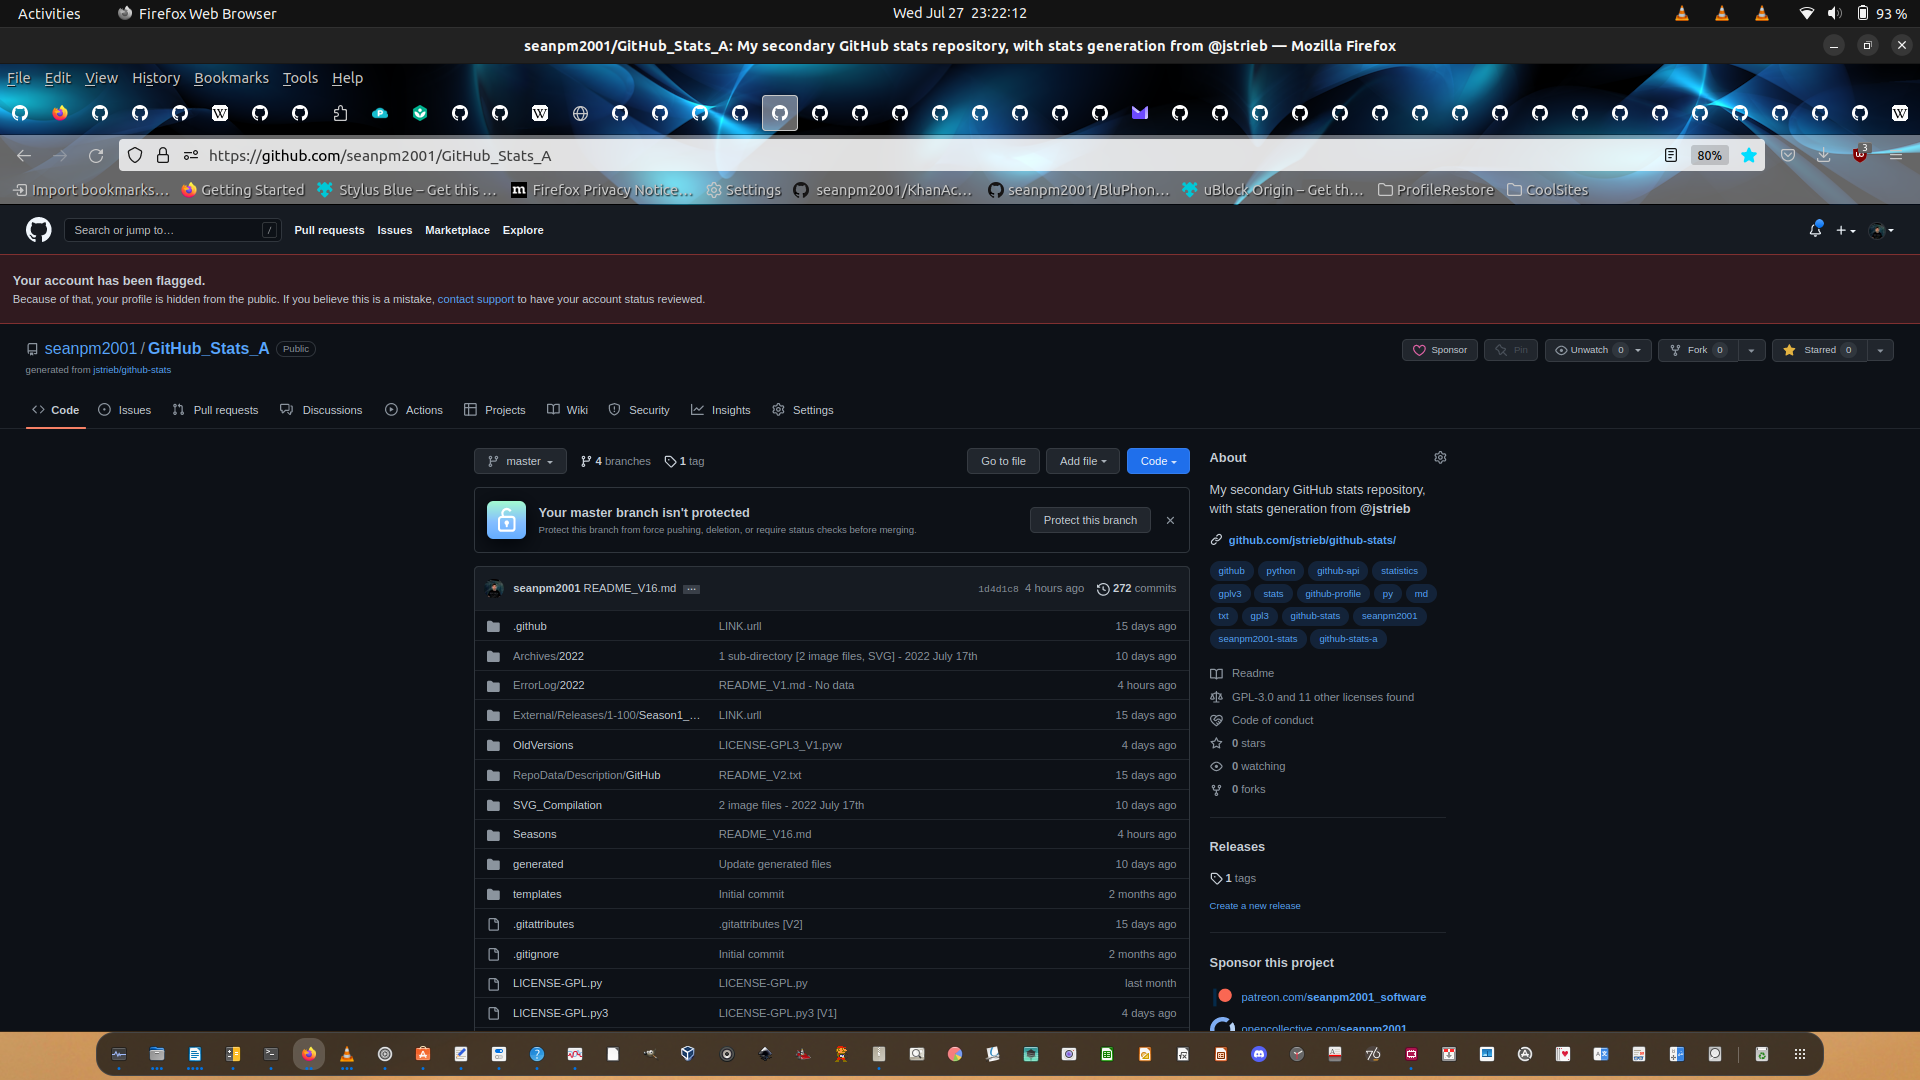 Activities
Firefox Web Browser
Wed Jul 27 23:22:12
93 %
seanpm2001/GitHub_Stats_A: My secondary GitHub stats repository, with stats generation from @jstrieb — Mozilla Firefox
File Edit View History Bookmarks Tools Help
https://github.com/seanpm2001/GitHub_Stats_A
80%
3
Import bookmarks…
Getting Started
Stylus Blue – Get this …
Firefox Privacy Notice…
Settings
seanpm2001/KhanAc…
seanpm2001/BluPhon…
uBlock Origin – Get th…
ProfileRestore
CoolSites
Search or jump to…
/
Pull requests
Issues
Marketplace
Explore
Your account has been flagged.
Because of that, your profile is hidden from the public. If you believe this is a mistake, contact support to have your account status reviewed.
seanpm2001 / GitHub_Stats_A
Public
Sponsor
Pin
Unwatch 0
Fork 0
Starred 0
generated from jstrieb/github-stats
Code
Issues
Pull requests
Discussions
Actions
Projects
Wiki
Security
Insights
Settings
master
4 branches
1 tag
Go to file
Add file
Code
Your master branch isn't protected
Protect this branch from force pushing, deletion, or require status checks before merging.
Protect this branch
seanpm2001 README_V16.md …
1d4d1c8 4 hours ago
272 commits
.github LINK.urll 15 days ago
Archives/2022 1 sub-directory [2 image files, SVG] - 2022 July 17th 10 days ago
ErrorLog/2022 README_V1.md - No data 4 hours ago
External/Releases/1-100/Season1_… LINK.urll 15 days ago
OldVersions LICENSE-GPL3_V1.pyw 4 days ago
RepoData/Description/GitHub README_V2.txt 15 days ago
SVG_Compilation 2 image files - 2022 July 17th 10 days ago
Seasons README_V16.md 4 hours ago
generated Update generated files 10 days ago
templates Initial commit 2 months ago
.gitattributes .gitattributes [V2] 15 days ago
.gitignore Initial commit 2 months ago
LICENSE-GPL.py LICENSE-GPL.py last month
LICENSE-GPL.py3 LICENSE-GPL.py3 [V1] 4 days ago
About
My secondary GitHub stats repository,
with stats generation from @jstrieb
github.com/jstrieb/github-stats/
github python github-api statistics
gplv3 stats github-profile py md
txt gpl3 github-stats seanpm2001
seanpm2001-stats github-stats-a
Readme
GPL-3.0 and 11 other licenses found
Code of conduct
0 stars
0 watching
0 forks
Releases
1 tags
Create a new release
Sponsor this project
patreon.com/seanpm2001_software
opencollective.com/seanpm2001